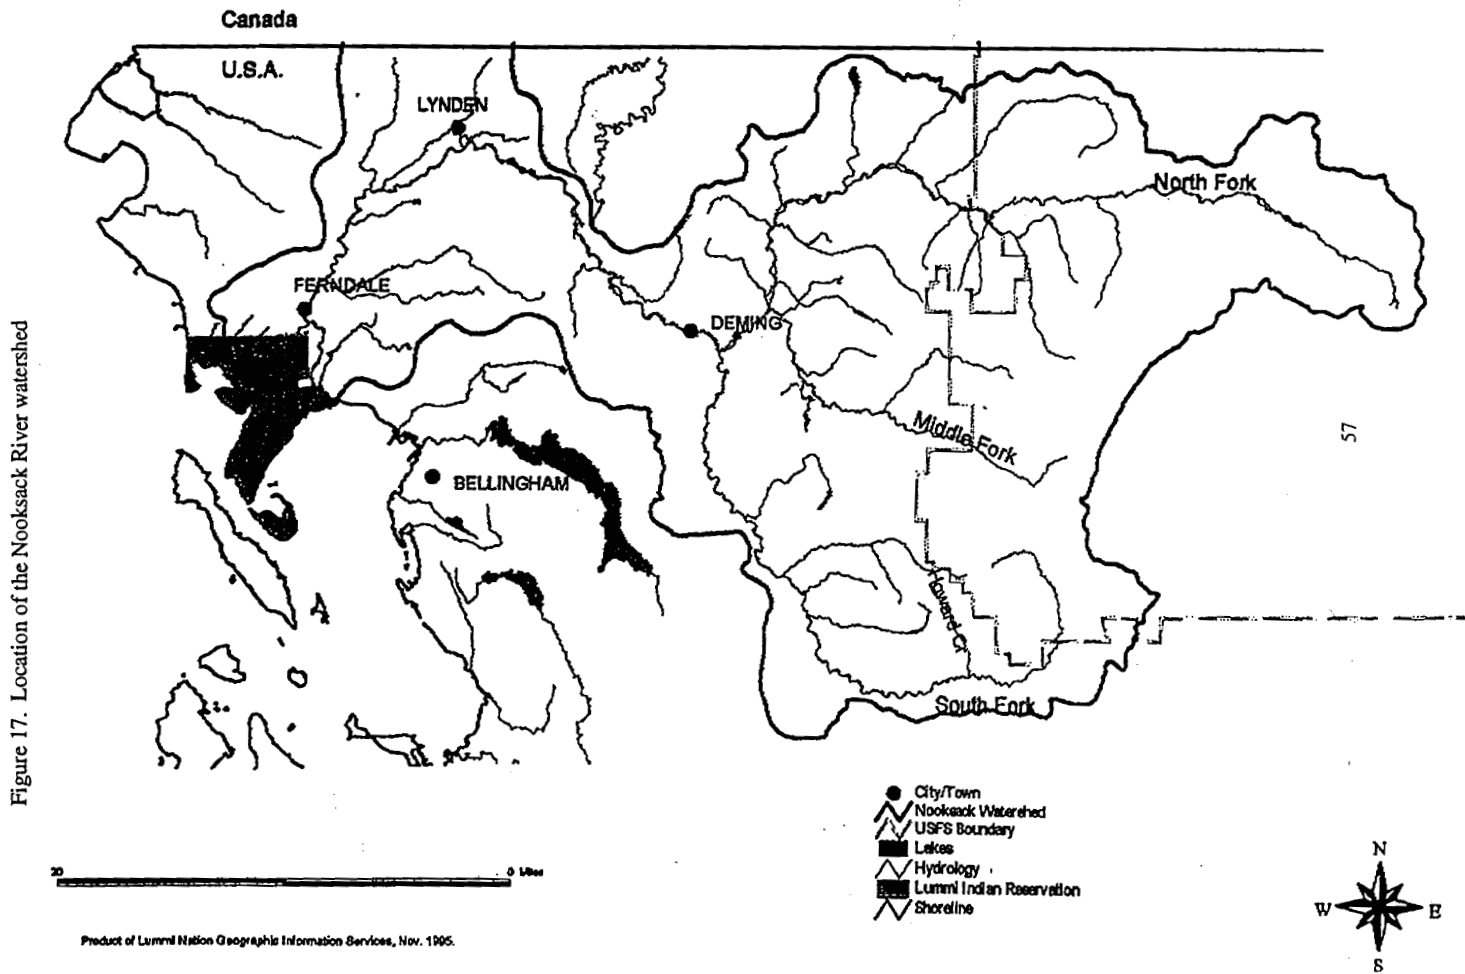 Canada
U.S.A.
LYNDEN
North Fork
FERNDALE
DEMING
Middle Fork
BELLINGHAM
Howard Cr.
South Fork
57
Figure 17. Location of the Nooksack River watershed
City/Town
Nooksack Watershed
USFS Boundary
Lakes
Hydrology
Lummi Indian Reservation
Shoreline
20 0 Miles
N
W E
S
Product of Lummi Nation Geographic Information Services, Nov. 1995.